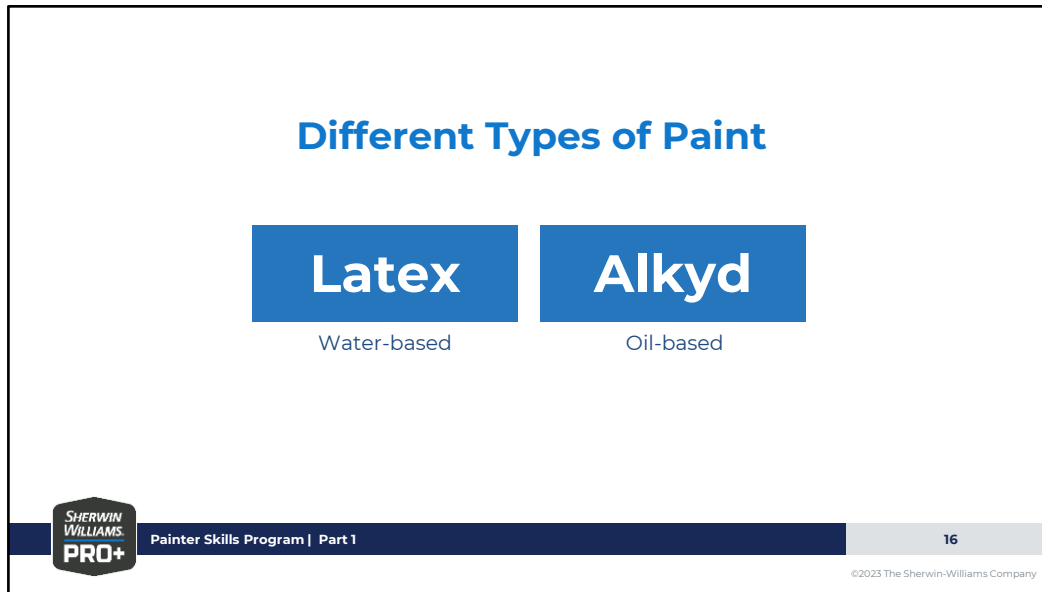 Different Types of Paint
Latex
Alkyd
Water-based
Oil-based
SHERWIN
WILLIAMS.
PRO+
Painter Skills Program | Part 1
16
©2023 The Sherwin-Williams Company